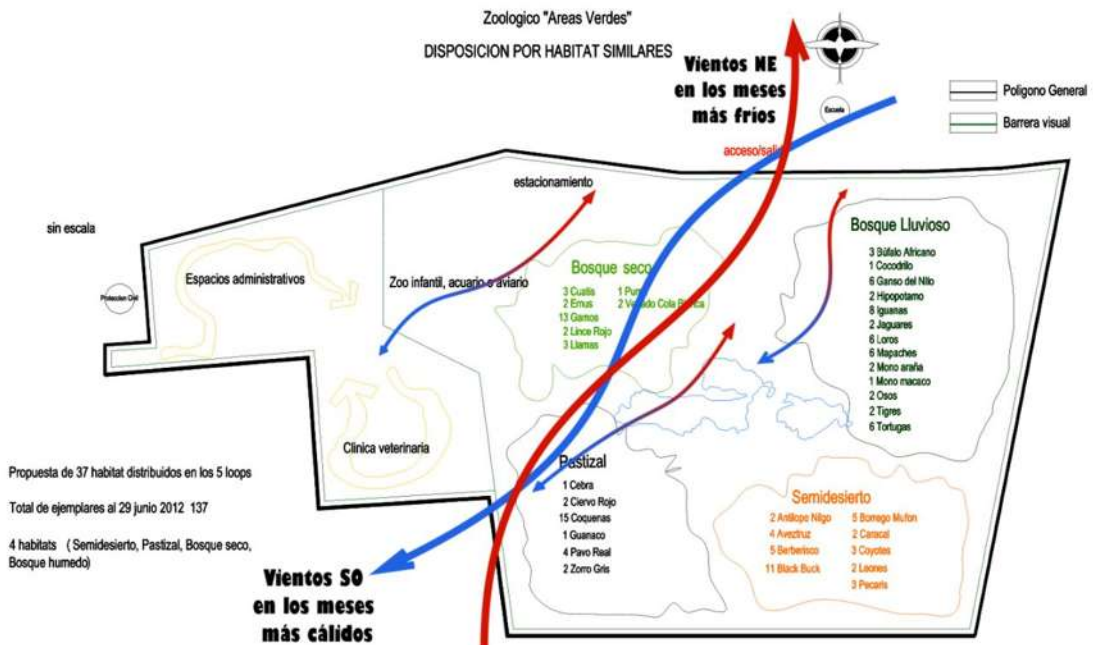 Zoologico "Areas Verdes"
DISPOSICION POR HABITAT SIMILARES
Vientos NE
en los meses
más fríos
Escuela
Poligono General
Barrera visual
acceso/sali
estacionamiento
sin escala
Bosque Lluvioso
3 Búfalo Africano
1 Cocodrilo
6 Ganso del Nilo
2 Hipopotamo
8 Iguanas
2 Jaguares
6 Loros
6 Mapaches
2 Mono araña
1 Mono macaco
2 Osos
2 Tigres
6 Tortugas
Espacios administrativos
Zoo infantil, acuario o aviario
Proteccion Civil
Bosque seco
3 Cuatis
2 Emus
13 Gamos
2 Lince Rojo
3 Llamas
1 Puma
2 Venado Cola Blanca
Clinica veterinaria
Pastizal
1 Cebra
2 Ciervo Rojo
15 Coquenas
1 Guanaco
4 Pavo Real
2 Zorro Gris
Semidesierto
2 Antilope Nilgo
4 Aveztruz
5 Berberisco
11 Black Buck
5 Borrego Mufon
2 Caracal
3 Coyotes
2 Leones
3 Pecaris
Propuesta de 37 habitat distribuidos en los 5 loops
Total de ejemplares al 29 junio 2012 137
4 habitats ( Semidesierto, Pastizal, Bosque seco,
Bosque humedo)
Vientos SO
en los meses
más cálidos